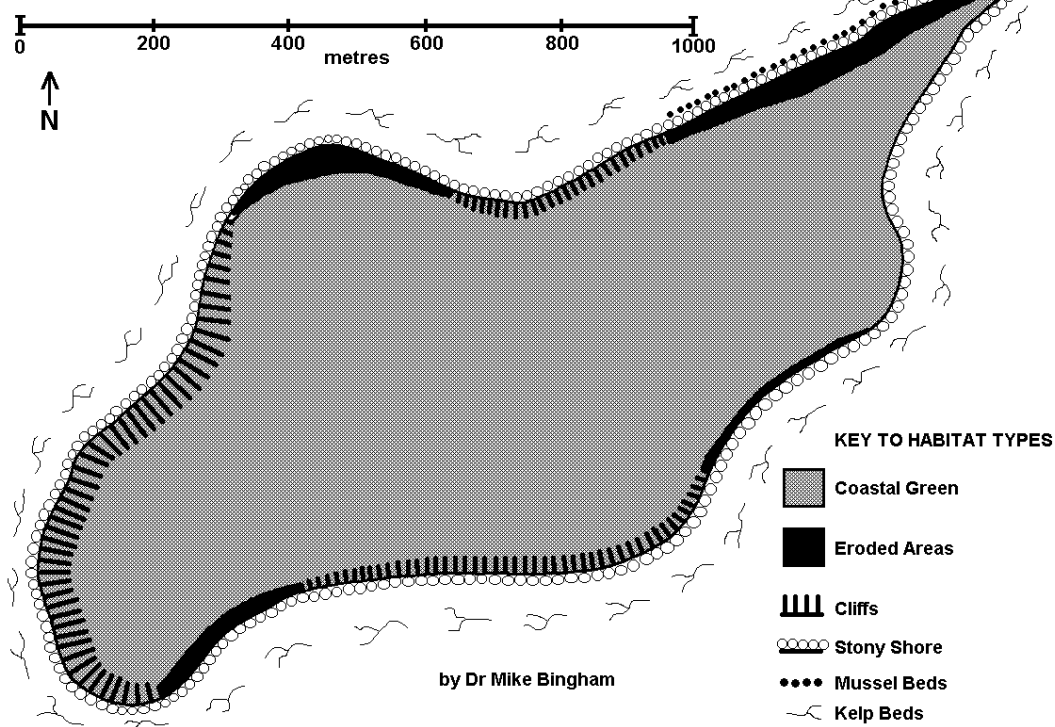 0 200 400 600 800 1000
metres
N
KEY TO HABITAT TYPES
Coastal Green
Eroded Areas
Cliffs
Stony Shore
Mussel Beds
Kelp Beds
by Dr Mike Bingham